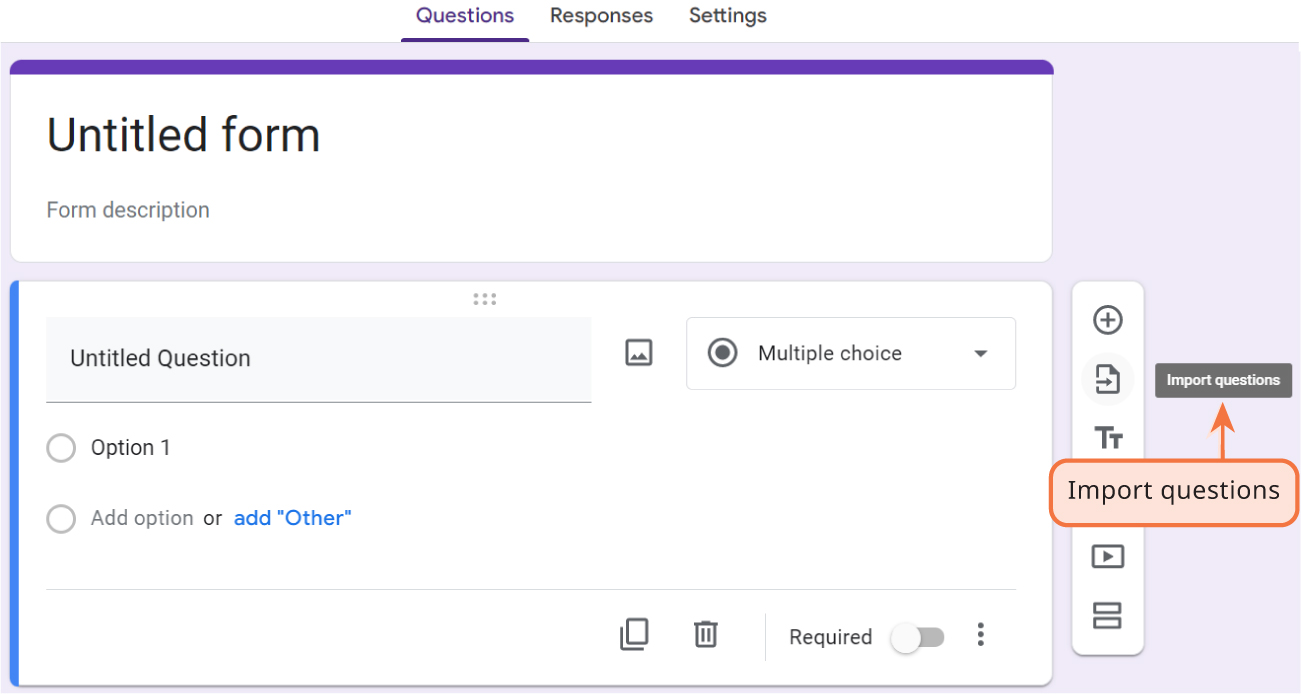 Questions Responses Settings
Untitled form
Form description
Untitled Question
Multiple choice
Import questions
Tт
Option 1
Import questions
Add option or add "Other"
Required